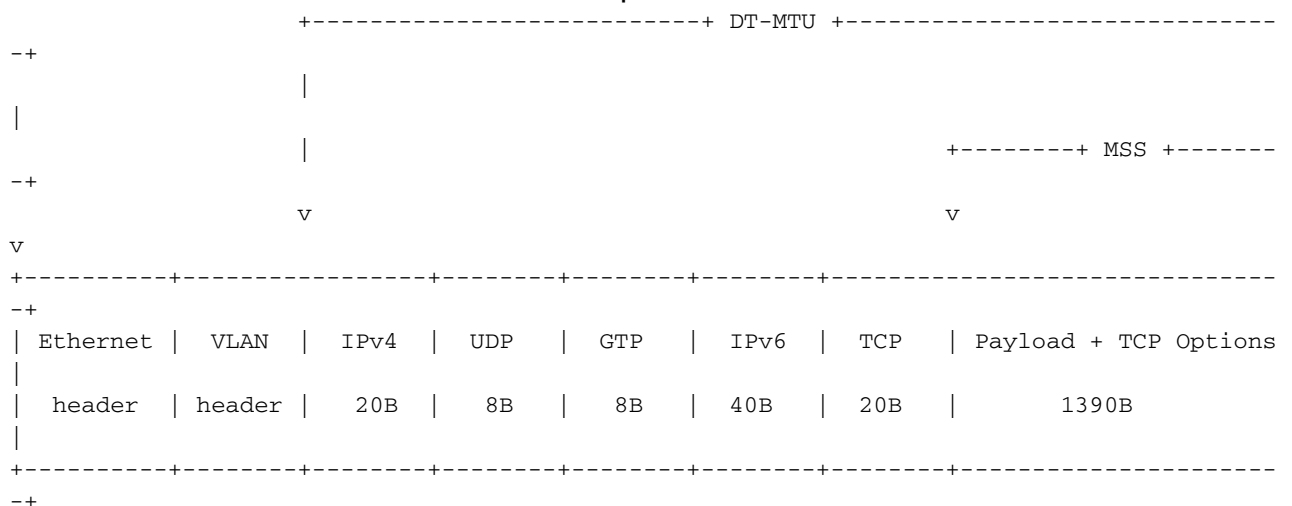 +---------------------------+ DT-MTU +------------------------------
-+
|
|
| +--------+ MSS +-------
-+
v v
v
+----------+----------------+--------+--------+--------+-------------------------------
-+
| Ethernet | VLAN | IPv4 | UDP | GTP | IPv6 | TCP | Payload + TCP Options
|
| header | header | 20B | 8B | 8B | 40B | 20B | 1390B
|
+----------+--------+--------+--------+--------+--------+--------+----------------------
-+